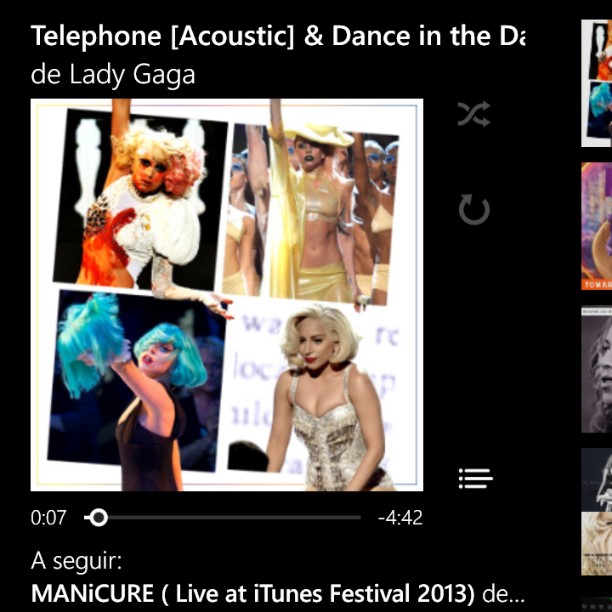 Telephone [Acoustic] & Dance in the Da
de Lady Gaga
0:07
-4:42
A seguir:
MANiCURE ( Live at iTunes Festival 2013) de...